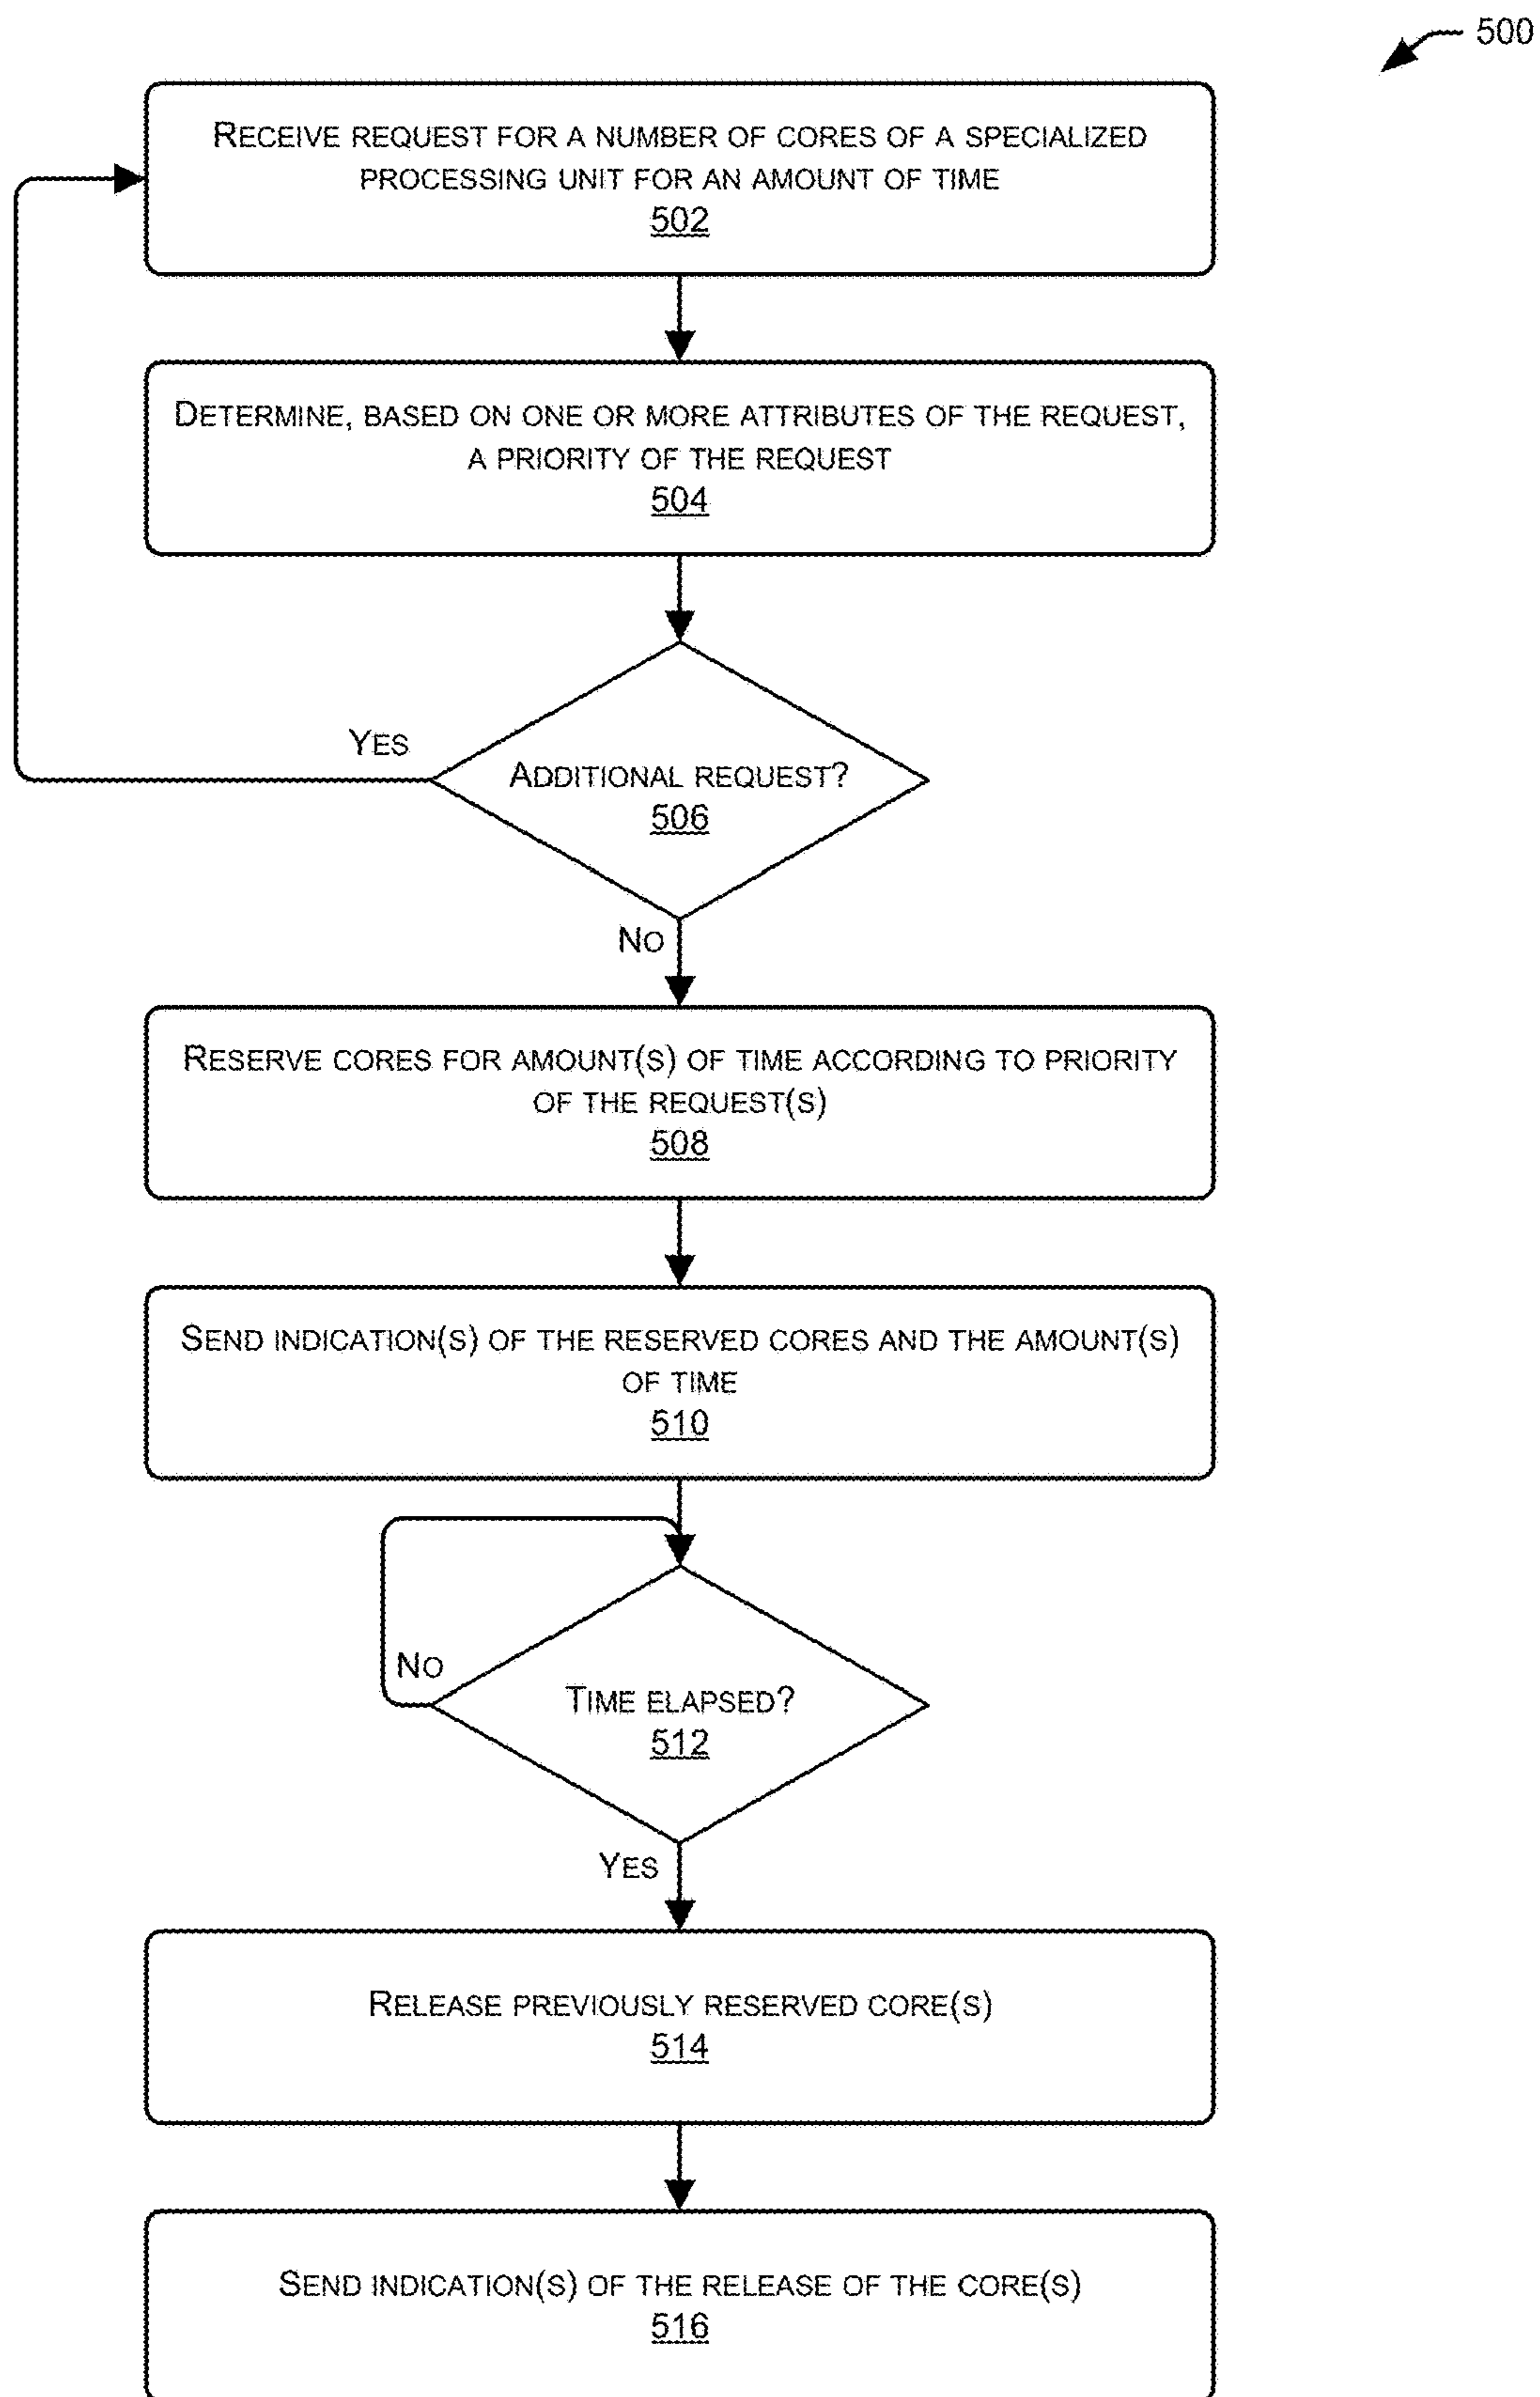 500
RECEIVE REQUEST FOR A NUMBER OF CORES OF A SPECIALIZED
PROCESSING UNIT FOR AN AMOUNT OF TIME
502
DETERMINE, BASED ON ONE OR MORE ATTRIBUTES OF THE REQUEST,
A PRIORITY OF THE REQUEST
504
YES
ADDITIONAL REQUEST?
506
NO
RESERVE CORES FOR AMOUNT(S) OF TIME ACCORDING TO PRIORITY
OF THE REQUEST(S)
508
SEND INDICATION(S) OF THE RESERVED CORES AND THE AMOUNT(S)
OF TIME
510
NO
TIME ELAPSED?
512
YES
RELEASE PREVIOUSLY RESERVED CORE(S)
514
SEND INDICATION(S) OF THE RELEASE OF THE CORE(S)
516